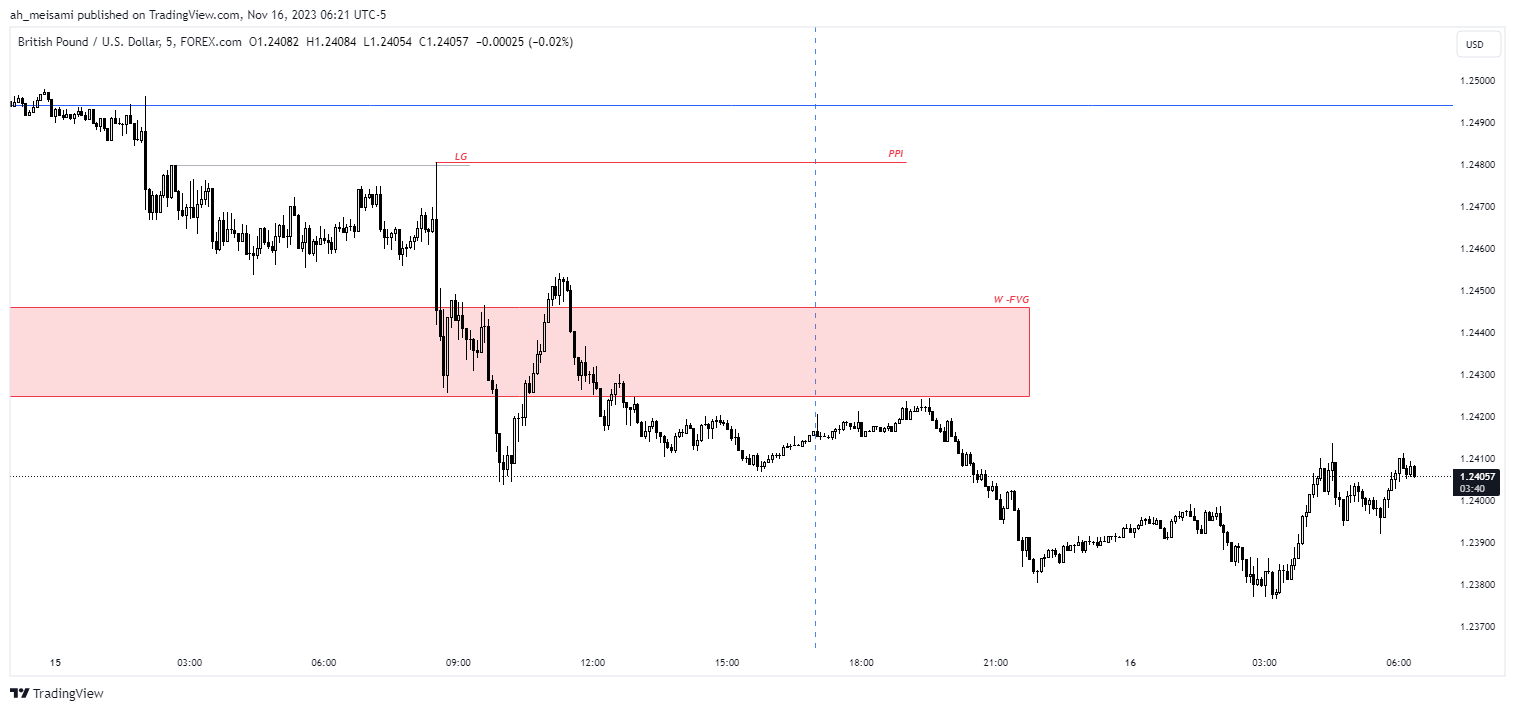 ah_meisami published on TradingView.com, Nov 16, 2023 06:21 UTC-5
British Pound / U.S. Dollar, 5, FOREX.com O1.24082 H1.24084 L1.24054 C1.24057 −0.00025 (−0.02%)
USD
1.25000
1.24900
LG
PPI
1.24800
1.24700
1.24600
1.24500
W -FVG
1.24400
1.24300
1.24200
1.24100
1.24057
03:40
1.24000
1.23900
1.23800
1.23700
15 03:00 06:00 09:00 12:00 15:00 18:00 21:00 16 03:00 06:00
TradingView